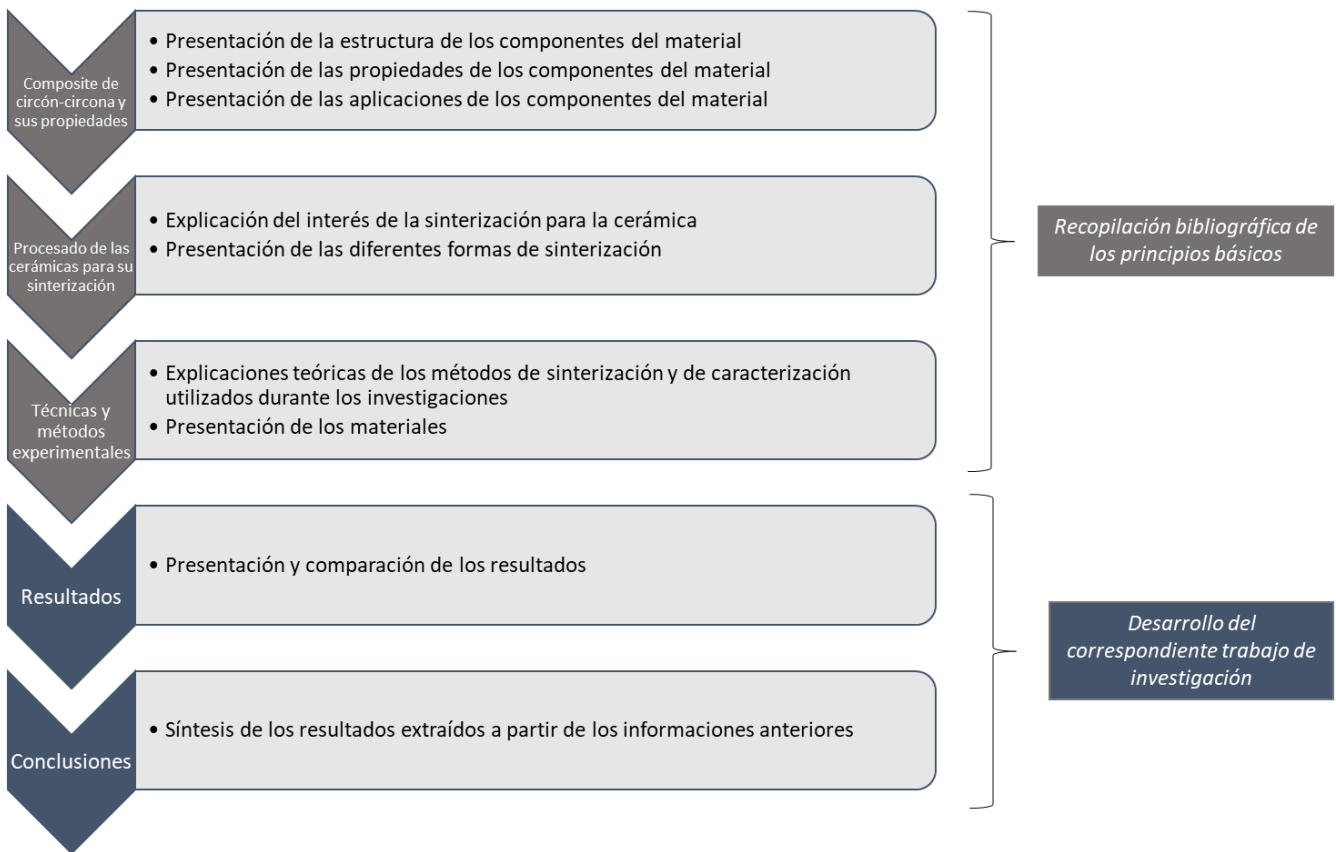 Composite de
circón-circona y
sus propiedades
• Presentación de la estructura de los componentes del material
• Presentación de las propiedades de los componentes del material
• Presentación de las aplicaciones de los componentes del material
Procesado de las
cerámicas para su
sinterización
• Explicación del interés de la sinterización para la cerámica
• Presentación de las diferentes formas de sinterización
Técnicas y
métodos
experimentales
• Explicaciones teóricas de los métodos de sinterización y de caracterización
utilizados durante los investigaciones
• Presentación de los materiales
Recopilación bibliográfica de
los principios básicos
Resultados
• Presentación y comparación de los resultados
Conclusiones
• Síntesis de los resultados extraídos a partir de los informaciones anteriores
Desarrollo del
correspondiente trabajo de
investigación